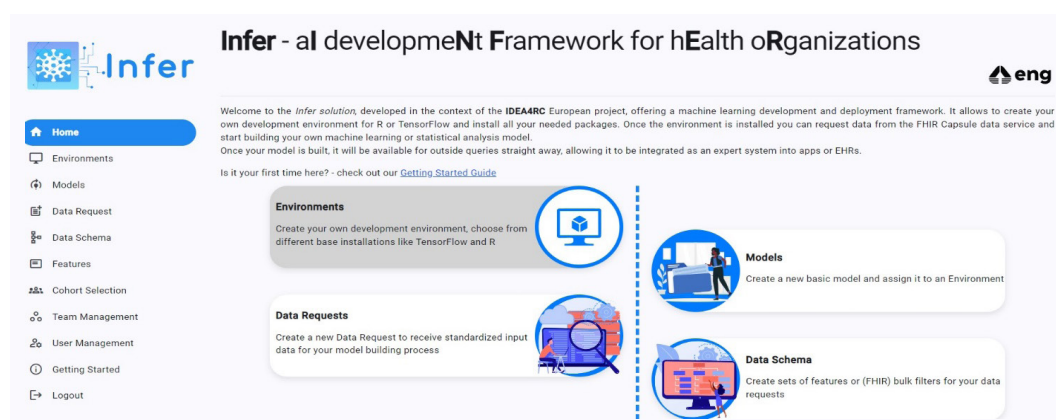 Infer
Infer - aI developmeNt Framework for hEalth oRganizations
eng
Welcome to the Infer solution, developed in the context of the IDEA4RC European project, offering a machine learning development and deployment framework. It allows to create your
own development environment for R or TensorFlow and install all your needed packages. Once the environment is installed you can request data from the FHIR Capsule data service and
start building your own machine learning or statistical analysis model.
Once your model is built, it will be available for outside queries straight away, allowing it to be integrated as an expert system into apps or EHRs.
Is it your first time here? - check out our Getting Started Guide
Home
Environments
Models
Data Request
Data Schema
Features
Cohort Selection
Team Management
User Management
Getting Started
Logout
Environments
Create your own development environment, choose from
different base installations like TensorFlow and R
Models
Create a new basic model and assign it to an Environment
Data Requests
Create a new Data Request to receive standardized input
data for your model building process
Data Schema
Create sets of features or (FHIR) bulk filters for your data
requests